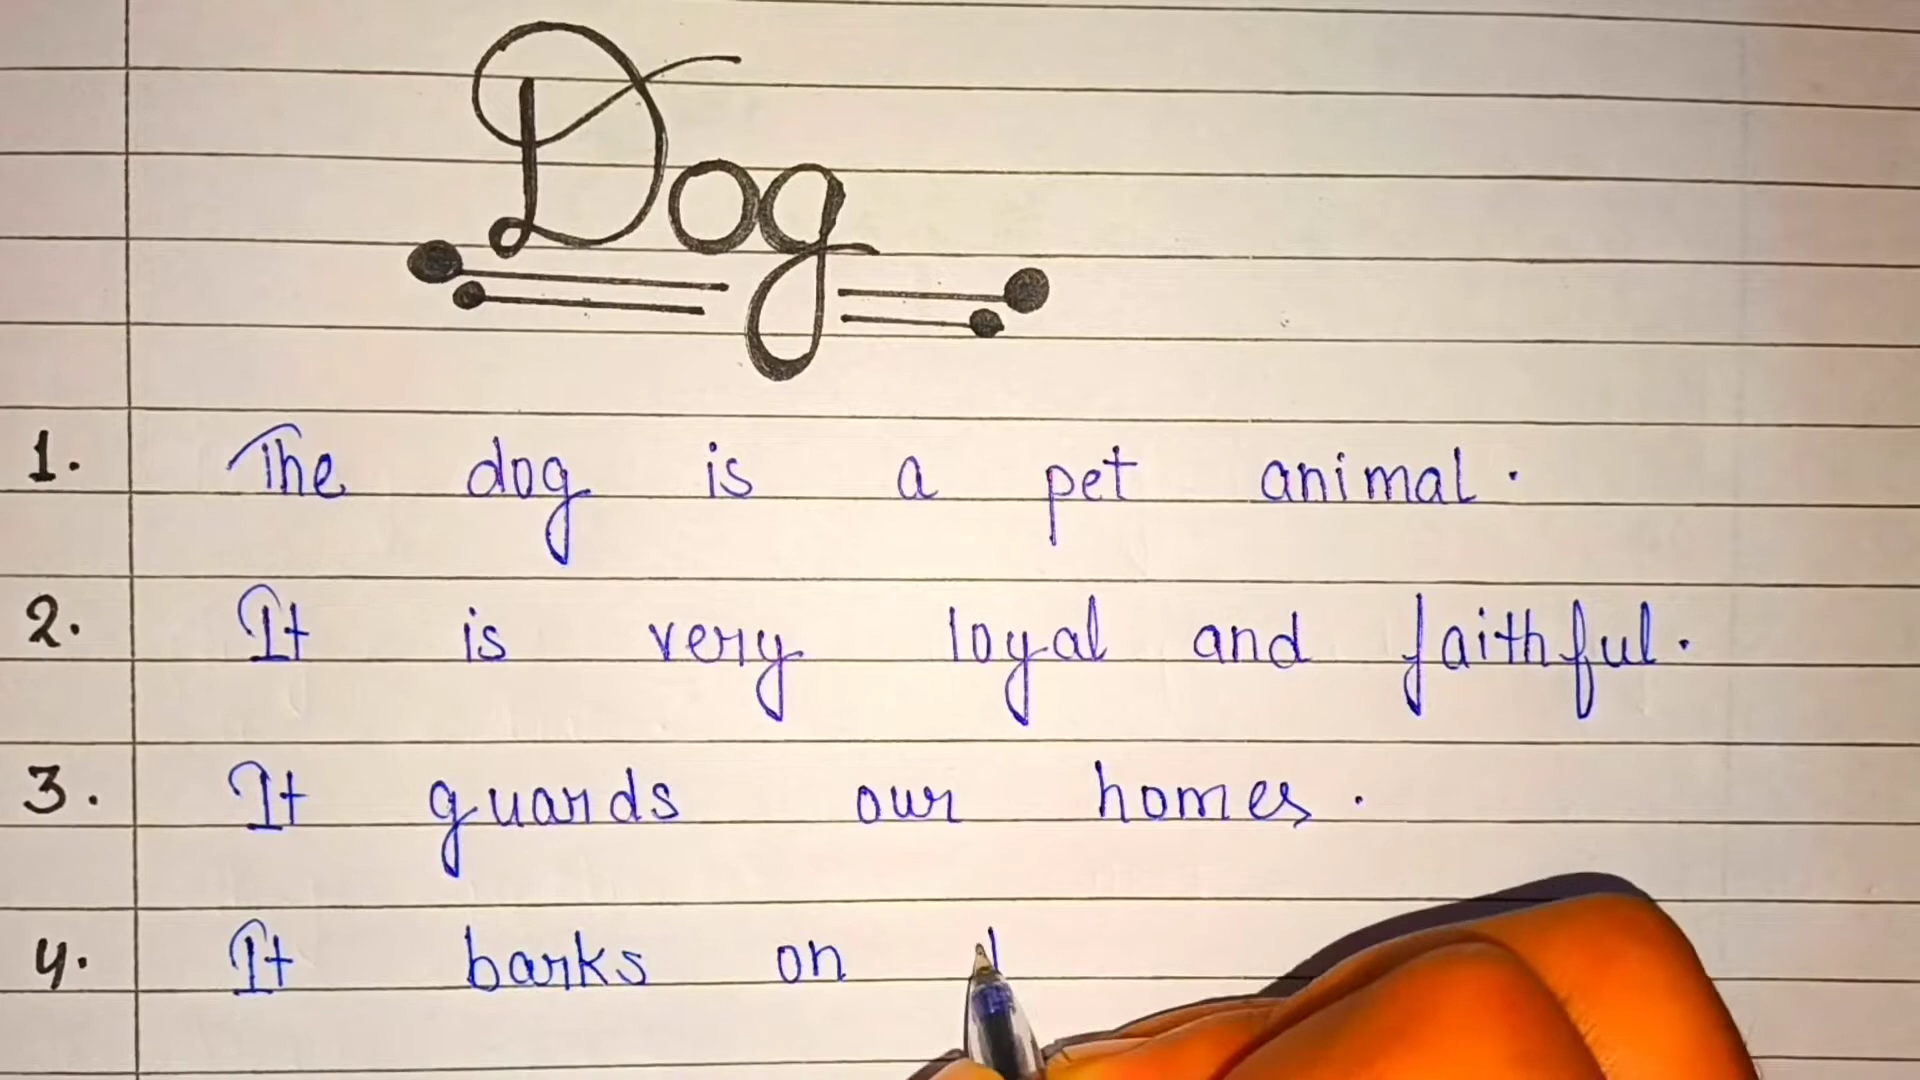 Dog
1. The dog is a pet animal.
2. It is very loyal and faithful.
3. It guards our homes.
4. It barks on